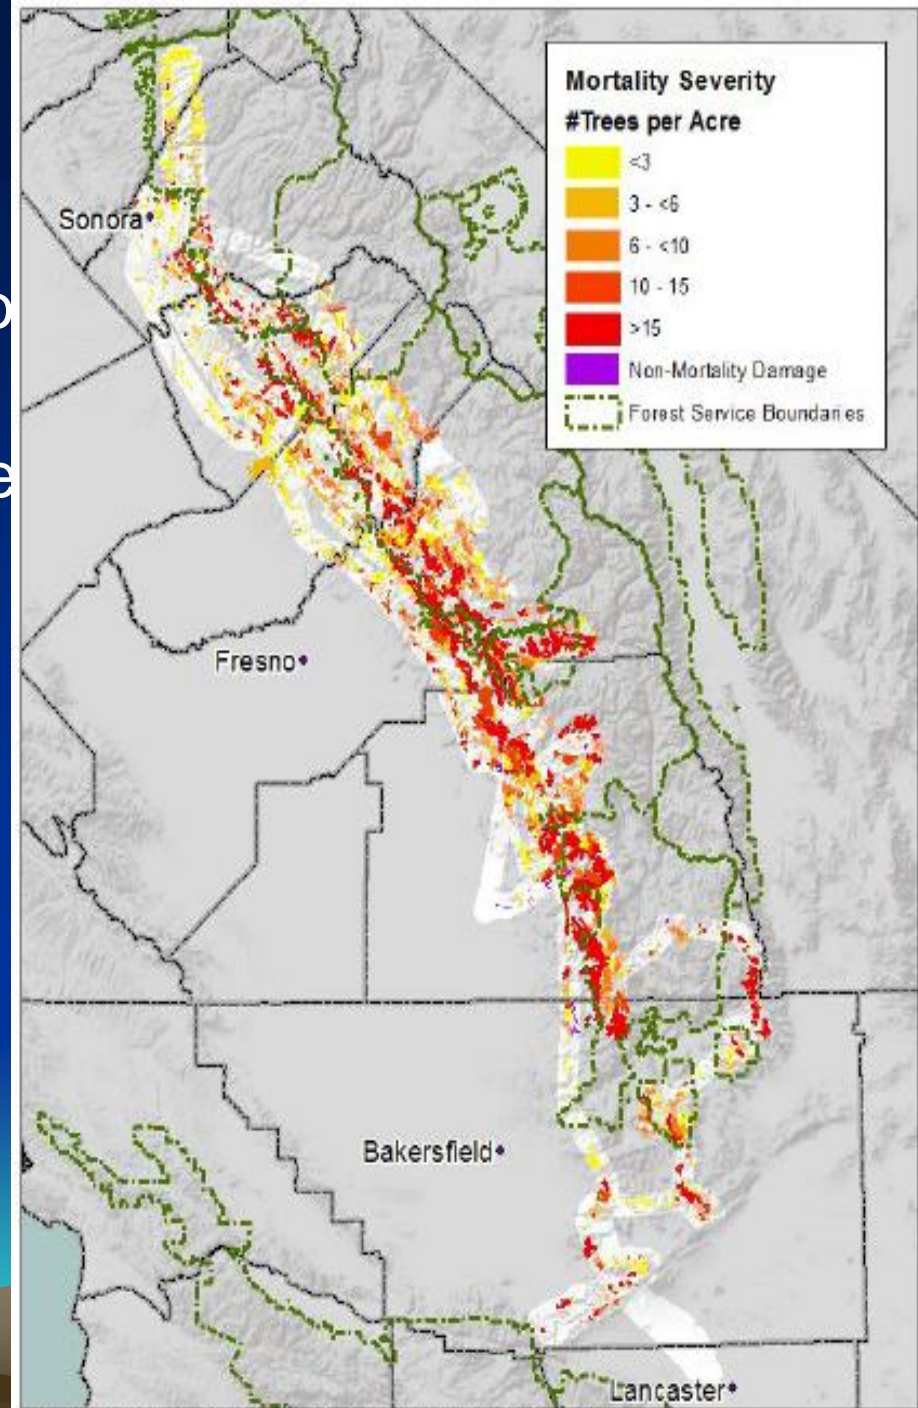 Mortality Severity
#Trees per Acre
<3
3 - <6
6 - <10
10 - 15
>15
Non-Mortality Damage
Forest Service Boundaries
Sonora
Fresno
Bakersfield
Lancaster